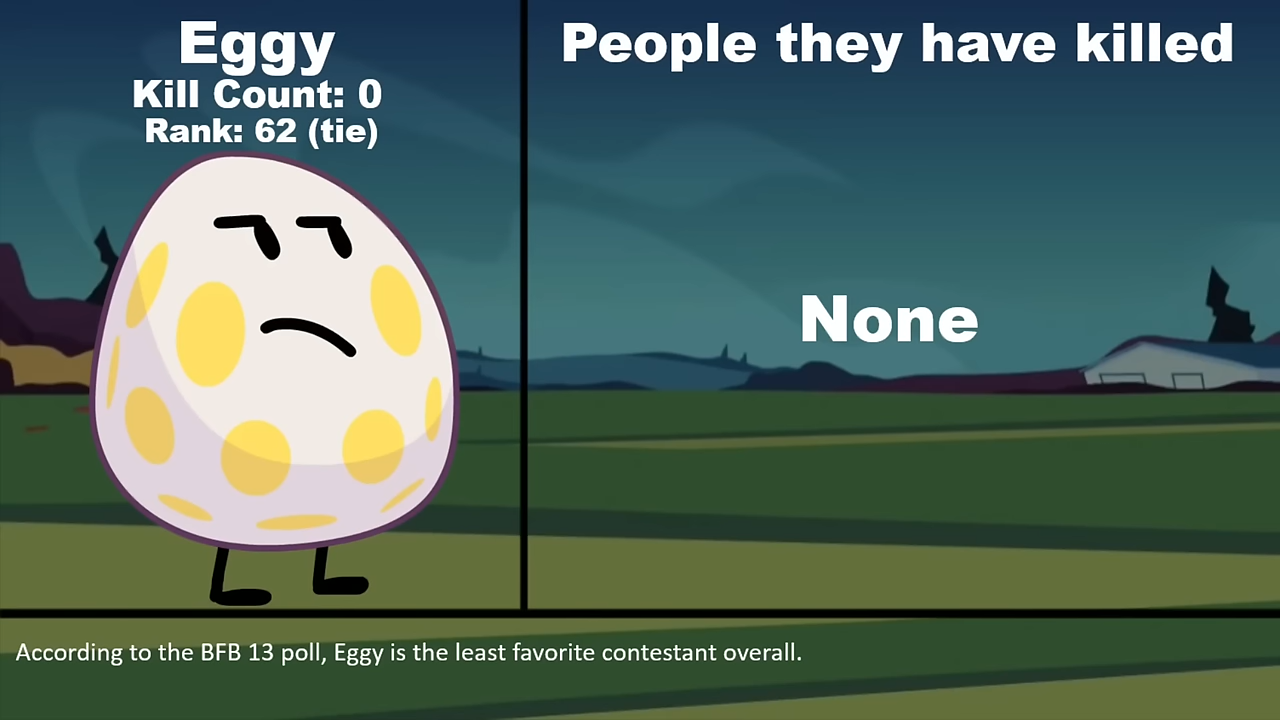 Eggy
Kill Count: 0
Rank: 62 (tie)
People they have killed
None
According to the BFB 13 poll, Eggy is the least favorite contestant overall.